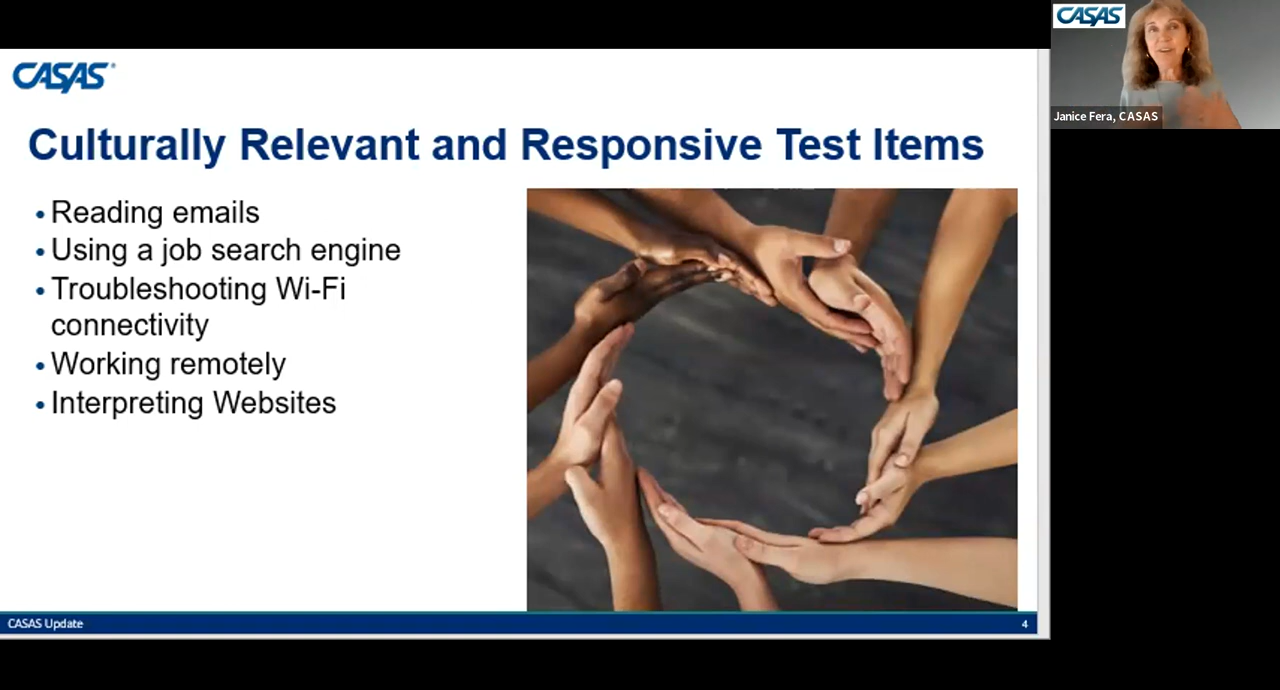 CASAS
Janice Fera, CASAS
CASAS®
Culturally Relevant and Responsive Test Items
• Reading emails
• Using a job search engine
• Troubleshooting Wi-Fi
connectivity
• Working remotely
• Interpreting Websites
CASAS Update
4